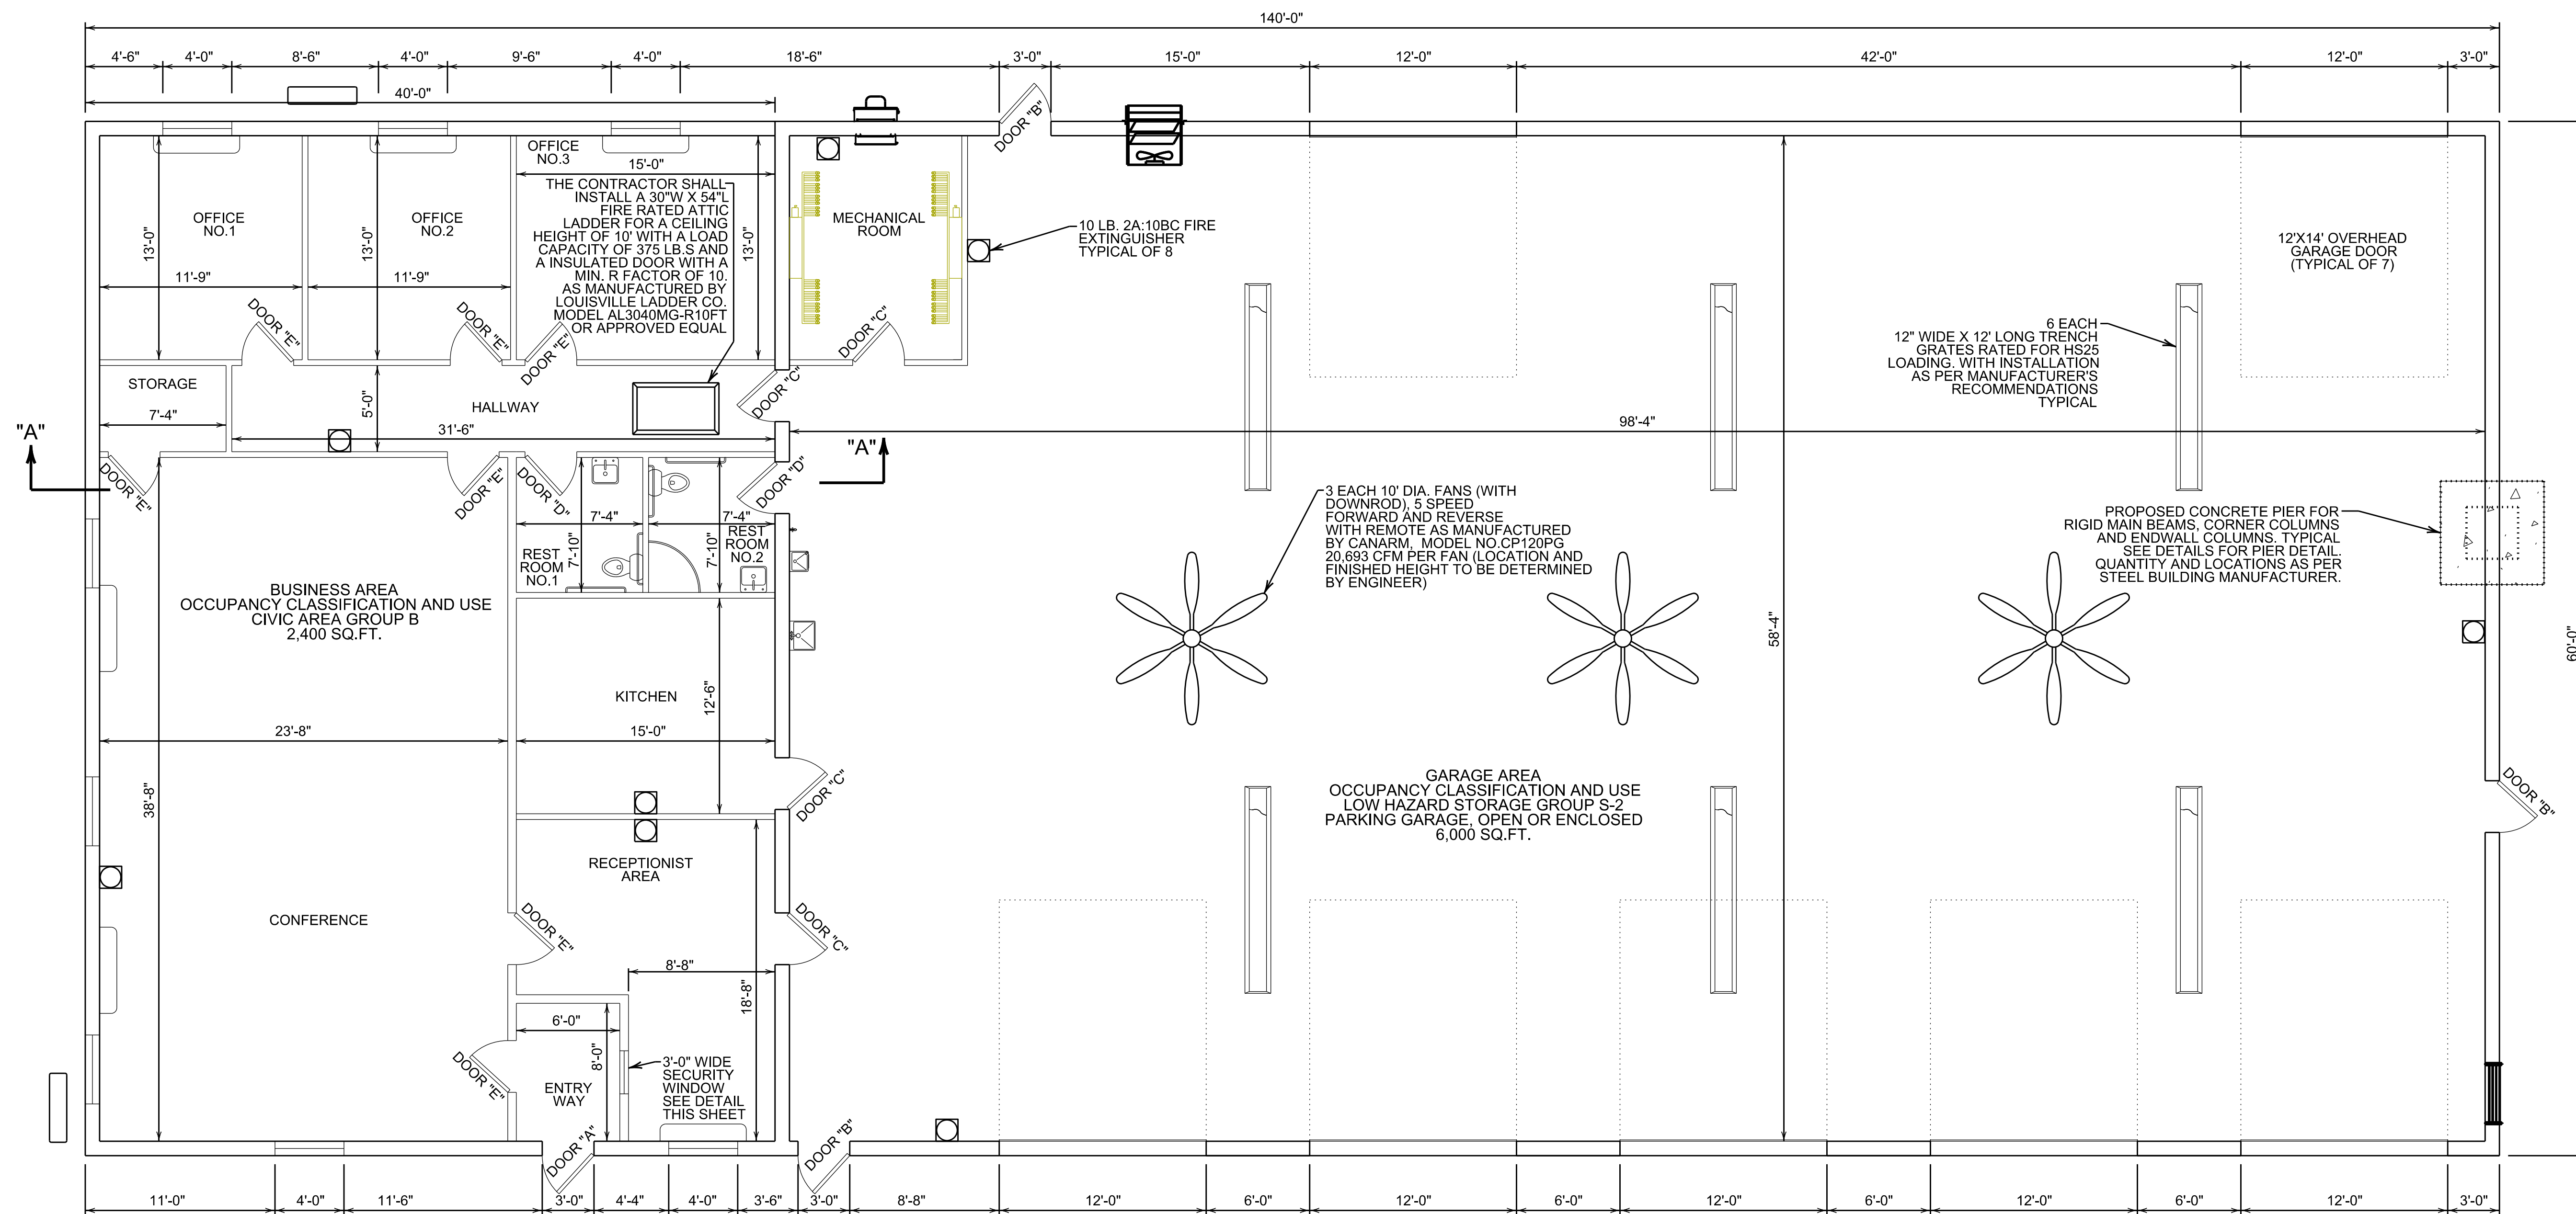 140'-0"
4'-6"
4'-0"
8'-6"
4'-0"
9'-6"
4'-0"
18'-6"
3'-0"
15'-0"
12'-0"
42'-0"
12'-0"
3'-0"
40'-0"
DOOR "B"
OFFICE
NO.3
15'-0"
THE CONTRACTOR SHALL
INSTALL A 30"W X 54"L
FIRE RATED ATTIC
LADDER FOR A CEILING
HEIGHT OF 10' WITH A LOAD
CAPACITY OF 375 LB.S AND
A INSULATED DOOR WITH A
MIN. R FACTOR OF 10.
AS MANUFACTURED BY
LOUISVILLE LADDER CO.
MODEL AL3040MG-R10FT
OR APPROVED EQUAL
OFFICE
NO.1
OFFICE
NO.2
MECHANICAL
ROOM
10 LB. 2A:10BC FIRE
EXTINGUISHER
TYPICAL OF 8
12'X14' OVERHEAD
GARAGE DOOR
(TYPICAL OF 7)
13'-0"
13'-0"
13'-0"
11'-9"
11'-9"
DOOR "E"
DOOR "E"
DOOR "E"
DOOR "C"
6 EACH
12" WIDE X 12' LONG TRENCH
GRATES RATED FOR HS25
LOADING. WITH INSTALLATION
AS PER MANUFACTURER'S
RECOMMENDATIONS
TYPICAL
STORAGE
7'-4"
5'-0"
HALLWAY
31'-6"
DOOR "C"
98'-4"
"A"
"A"
DOOR "E"
DOOR "E"
DOOR "D"
DOOR "D"
7'-4"
7'-4"
REST
ROOM
NO.1
7'-10"
7'-10"
REST
ROOM
NO.2
3 EACH 10' DIA. FANS (WITH
DOWNROD), 5 SPEED
FORWARD AND REVERSE
WITH REMOTE AS MANUFACTURED
BY CANARM,  MODEL NO.CP120PG
20,693 CFM PER FAN (LOCATION AND
FINISHED HEIGHT TO BE DETERMINED
BY ENGINEER)
PROPOSED CONCRETE PIER FOR
RIGID MAIN BEAMS, CORNER COLUMNS
AND ENDWALL COLUMNS. TYPICAL
SEE DETAILS FOR PIER DETAIL.
QUANTITY AND LOCATIONS AS PER
STEEL BUILDING MANUFACTURER.
BUSINESS AREA
OCCUPANCY CLASSIFICATION AND USE
CIVIC AREA GROUP B
2,400 SQ.FT.
58'-4"
60'-0"
KITCHEN
12'-6"
23'-8"
15'-0"
DOOR "C"
38'-8"
GARAGE AREA
OCCUPANCY CLASSIFICATION AND USE
LOW HAZARD STORAGE GROUP S-2
PARKING GARAGE, OPEN OR ENCLOSED
6,000 SQ.FT.
DOOR "B"
RECEPTIONIST
AREA
CONFERENCE
DOOR "E"
DOOR "C"
8'-8"
18'-8"
6'-0"
8'-0"
DOOR "E"
ENTRY
WAY
3'-0" WIDE
SECURITY
WINDOW
SEE DETAIL
THIS SHEET
DOOR "A"
DOOR "B"
11'-0"
4'-0"
11'-6"
3'-0"
4'-4"
4'-0"
3'-6"
3'-0"
8'-8"
12'-0"
6'-0"
12'-0"
6'-0"
12'-0"
6'-0"
12'-0"
6'-0"
12'-0"
3'-0"